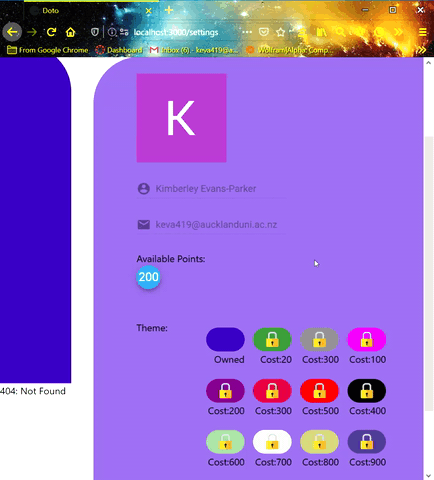 Doto
localhost:3000/settings
From Google Chrome
Dashboard
Inbox (6) - keva419@a...
Wolfram|Alpha: Comp...
K
Kimberley Evans-Parker
keva419@aucklanduni.ac.nz
Available Points:
200
Theme:
Owned Cost:20 Cost:300 Cost:100
Cost:200 Cost:300 Cost:500 Cost:400
Cost:600 Cost:700 Cost:800 Cost:900
404: Not Found